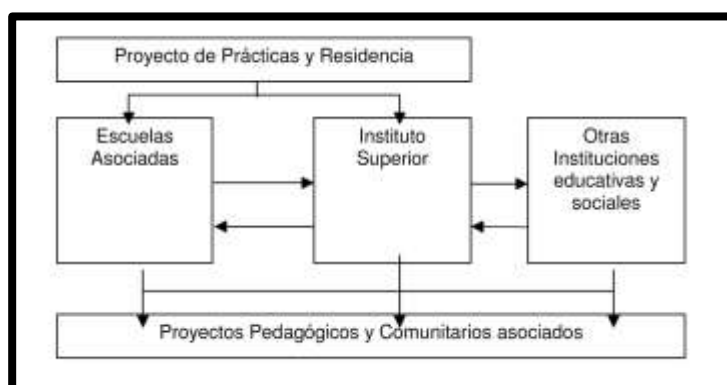 Proyecto de Prácticas y Residencia
Escuelas
Asociadas
Instituto
Superior
Otras
Instituciones
educativas y
sociales
Proyectos Pedagógicos y Comunitarios asociados